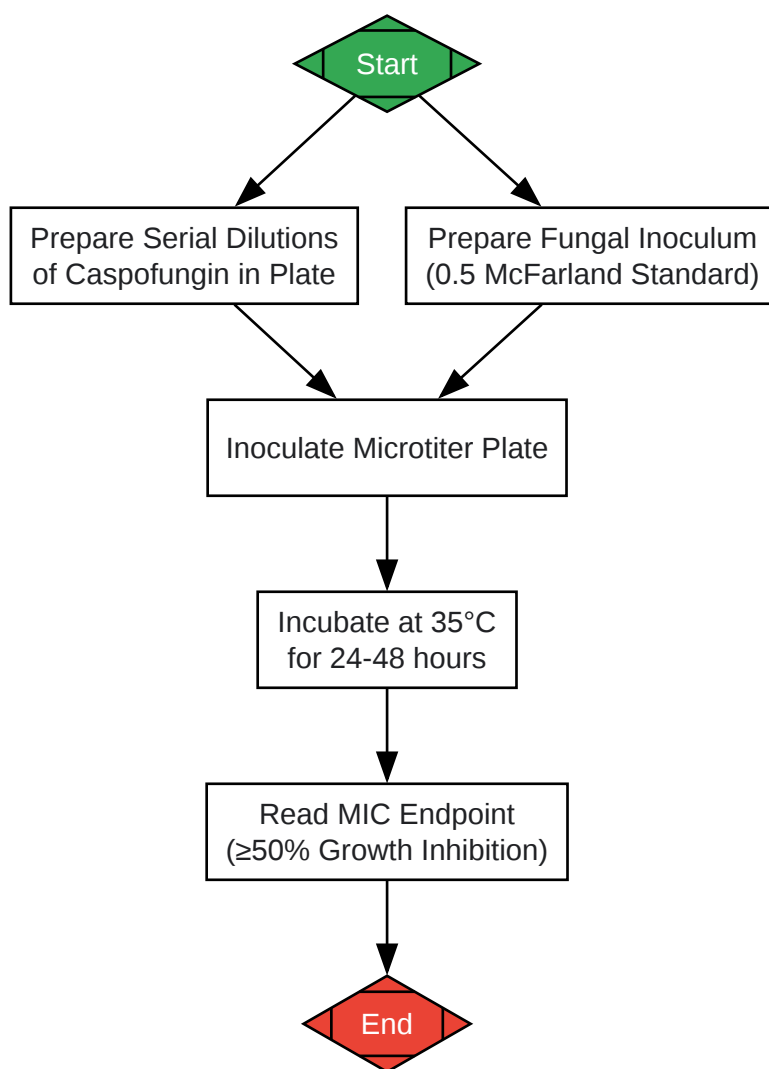 Start
Prepare Serial Dilutions
of Caspofungin in Plate
Prepare Fungal Inoculum
(0.5 McFarland Standard)
Inoculate Microtiter Plate
Incubate at 35°C
for 24-48 hours
Read MIC Endpoint
(≥50% Growth Inhibition)
End